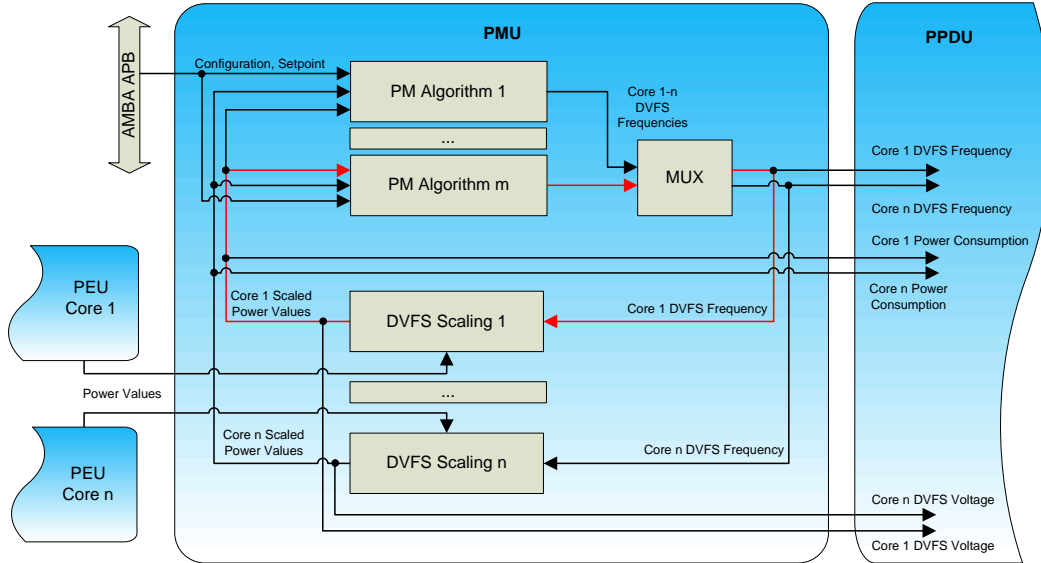 PMU
PPDU
AMBA APB
Configuration, Setpoint
PM Algorithm 1
Core 1-n
DVFS
Frequencies
...
PM Algorithm m
MUX
Core 1 DVFS Frequency
Core n DVFS Frequency
Core 1 Power Consumption
Core n Power
Consumption
PEU
Core 1
Core 1 Scaled
Power Values
DVFS Scaling 1
Core 1 DVFS Frequency
Power Values
...
PEU
Core n
Core n Scaled
Power Values
DVFS Scaling n
Core n DVFS Frequency
Core n DVFS Voltage
Core 1 DVFS Voltage